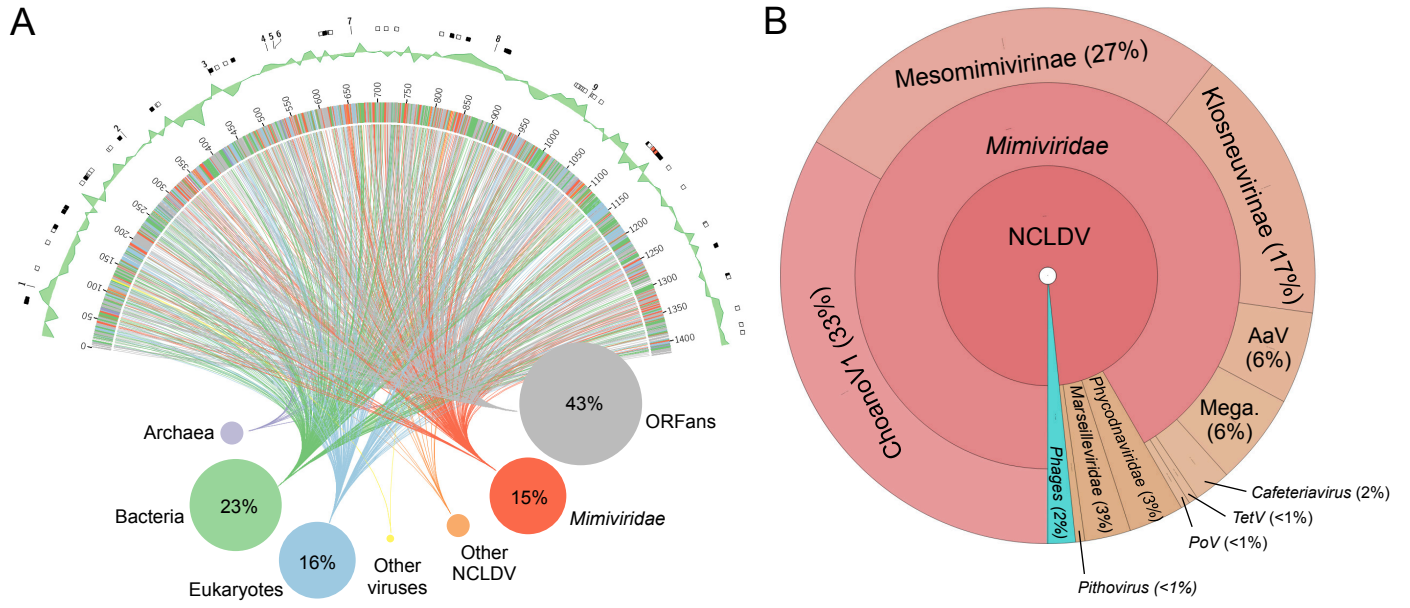 A
1
2
3
4
5
6
7
8
9
0
50
100
150
200
250
300
350
400
450
500
550
600
650
700
750
800
850
900
950
1000
1050
1100
1150
1200
1250
1300
1350
1400
Archaea
Bacteria
23%
Eukaryotes
16%
Other
viruses
Other
NCLDV
15%
Mimiviridae
43%
ORFans
B
Mesomimivirinae (27%)
Klosneuvirinae (17%)
Mimiviridae
NCLDV
AaV
(6%)
Mega.
(6%)
ChoanoV1 (33%)
Phages (2%)
Marseilleviridae (3%)
Phycodnaviridae (3%)
Cafeteriavirus (2%)
TetV (<1%)
PoV (<1%)
Pithovirus (<1%)